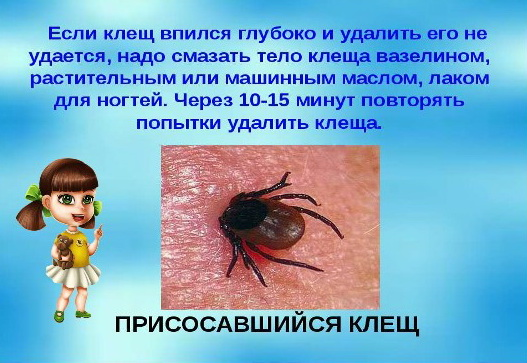 Если клещ впился глубоко и удалить его не
удается, надо смазать тело клеща вазелином,
растительным или машинным маслом, лаком
для ногтей. Через 10-15 минут повторять
попытки удалить клеща.
ПРИСОСАВШИЙСЯ КЛЕЩ